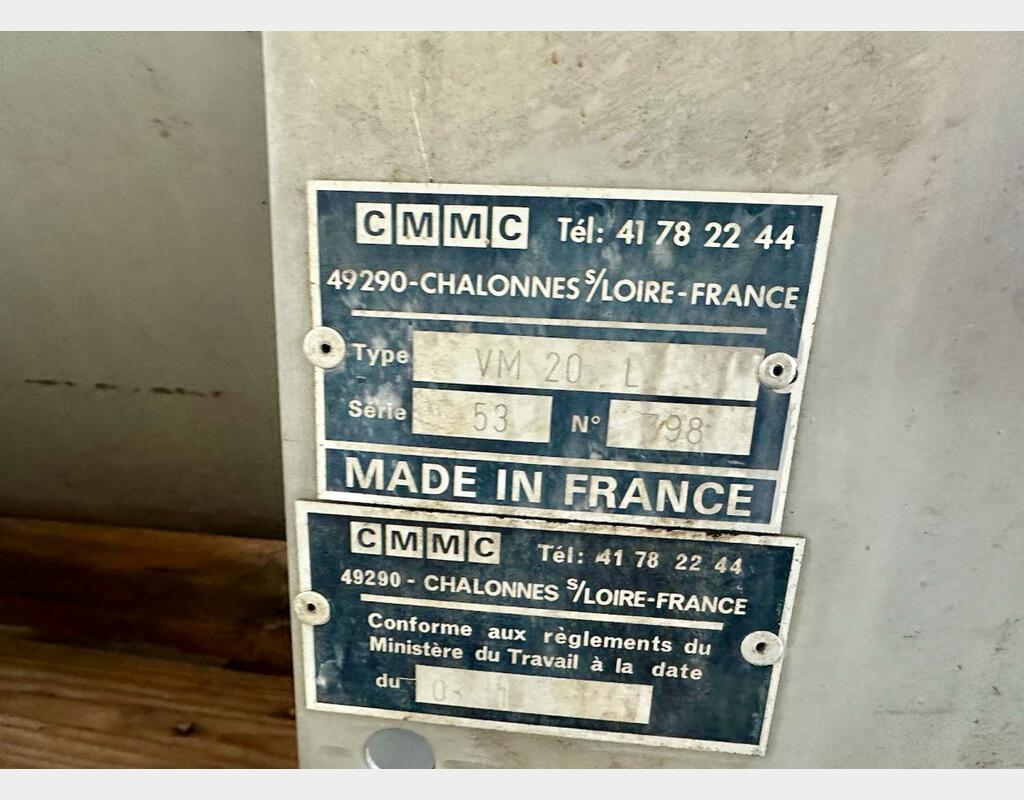 CMMC Tél: 41 78 22 44
49290-CHALONNES S/LOIRE-FRANCE
Type VM 20 L
Série 53 N° 798
MADE IN FRANCE
CMMC Tél: 41 78 22 44
49290 - CHALONNES S/LOIRE-FRANCE
Conforme aux règlements du
Ministère du Travail à la date
du